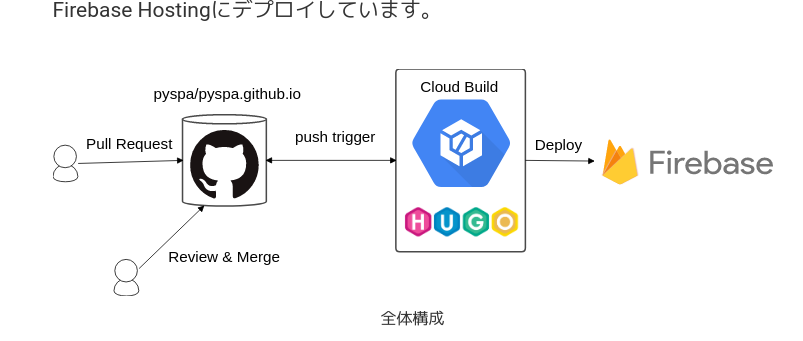 Firebase Hostingにデプロイしています。
pyspa/pyspa.github.io
Cloud Build
Pull Request
push trigger
Deploy
Firebase
HUGO
Review & Merge
全体構成